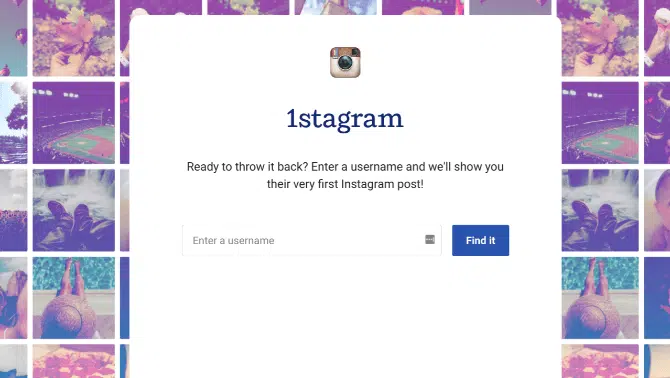 1stagram
Ready to throw it back? Enter a username and we'll show you
their very first Instagram post!
Enter a username
Find it